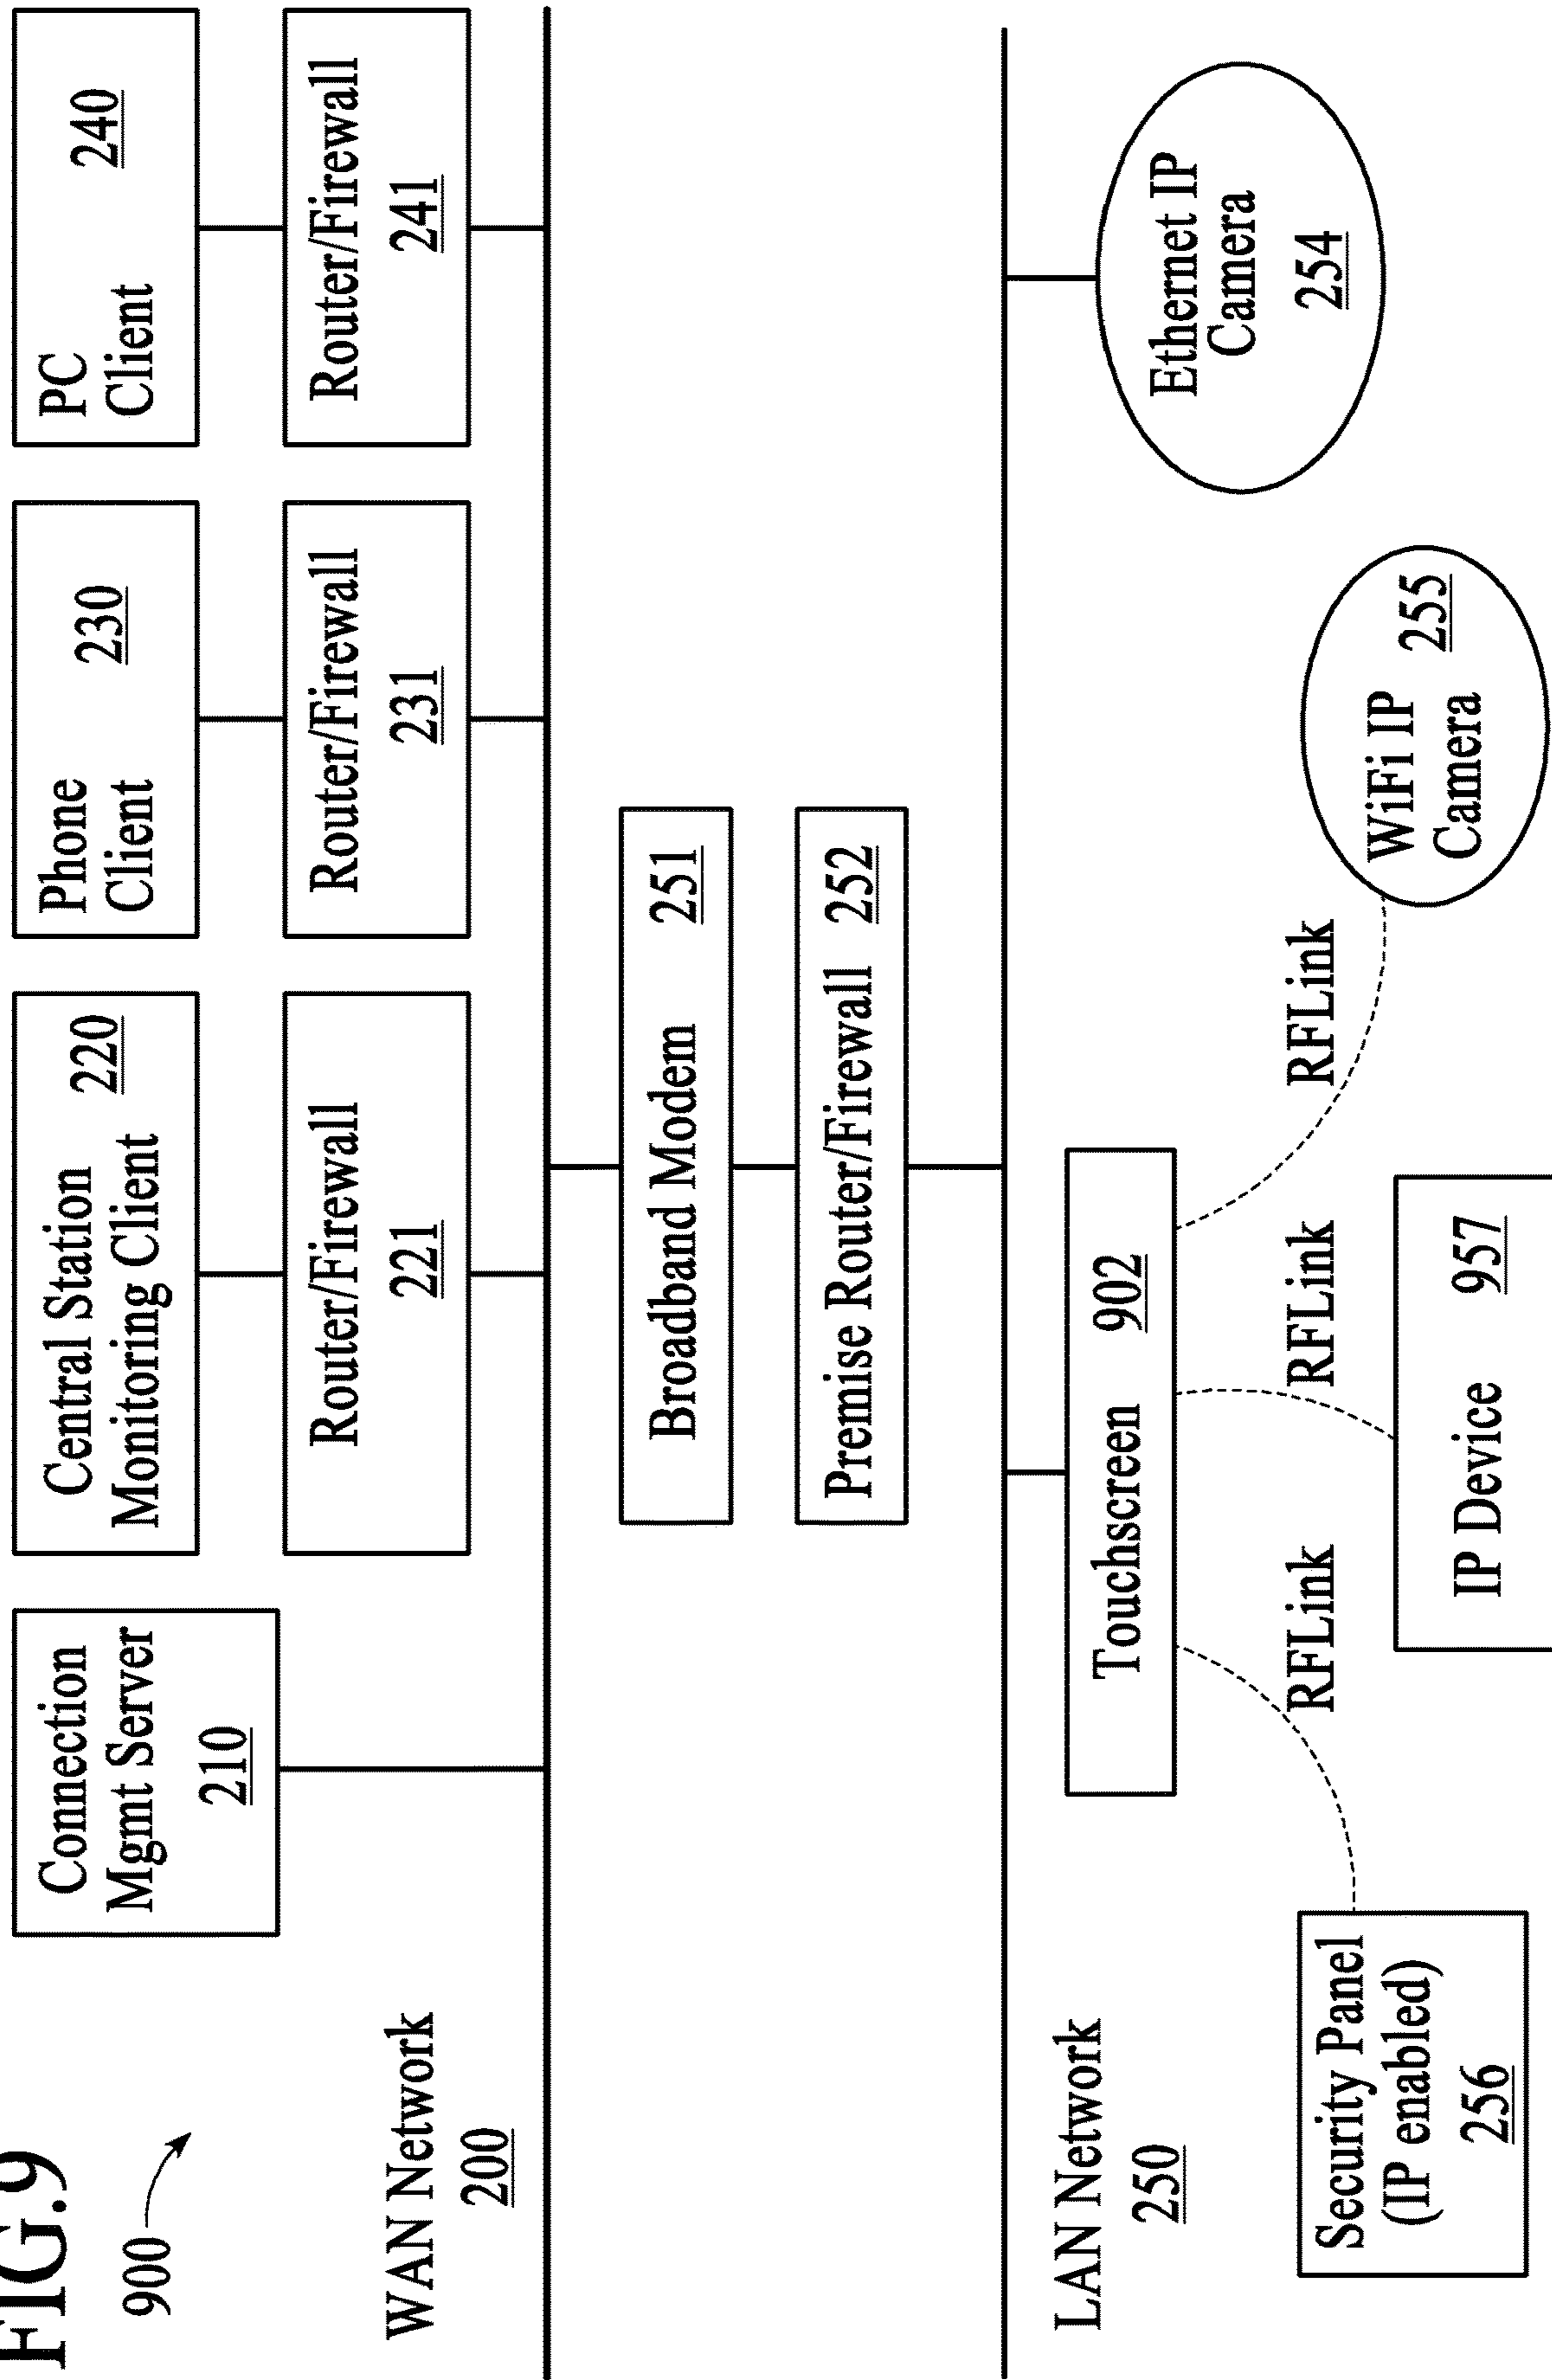 FIG.9
900
Connection
Mgmt Server
210
Central Station
Monitoring Client
220
Phone
Client
230
PC
Client
240
Router/Firewall
221
Router/Firewall
231
Router/Firewall
241
WAN Network
200
Broadband Modem 251
Premise Router/Firewall 252
LAN Network
250
Touchscreen 902
Ethernet IP
Camera
254
RFLink
RFLink
RFLink
Security Panel
(IP enabled)
256
IP Device 957
WiFi IP
Camera
255